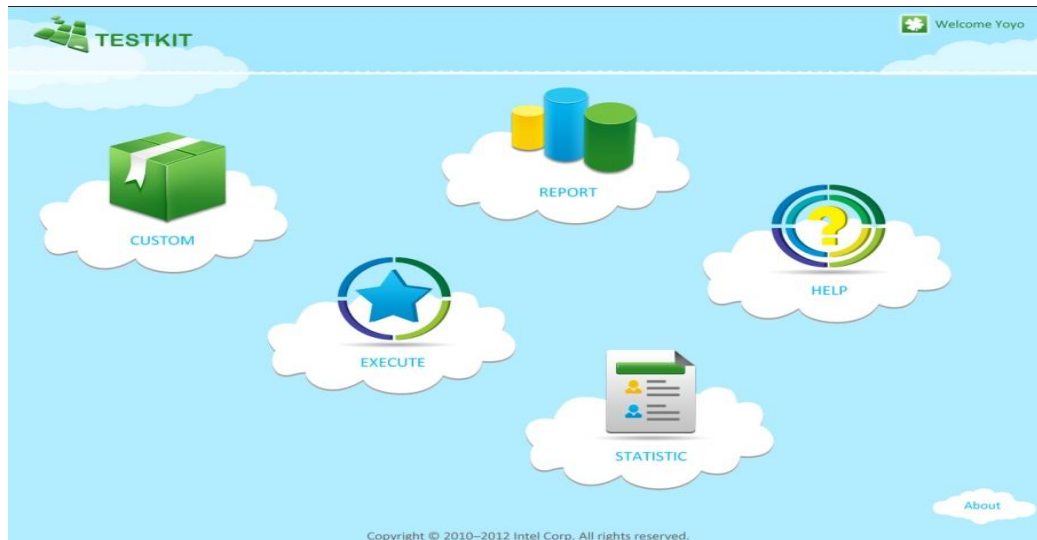 TESTKIT
Welcome Yoyo
REPORT
CUSTOM
HELP
EXECUTE
STATISTIC
About
Copyright © 2010–2012 Intel Corp. All rights reserved.